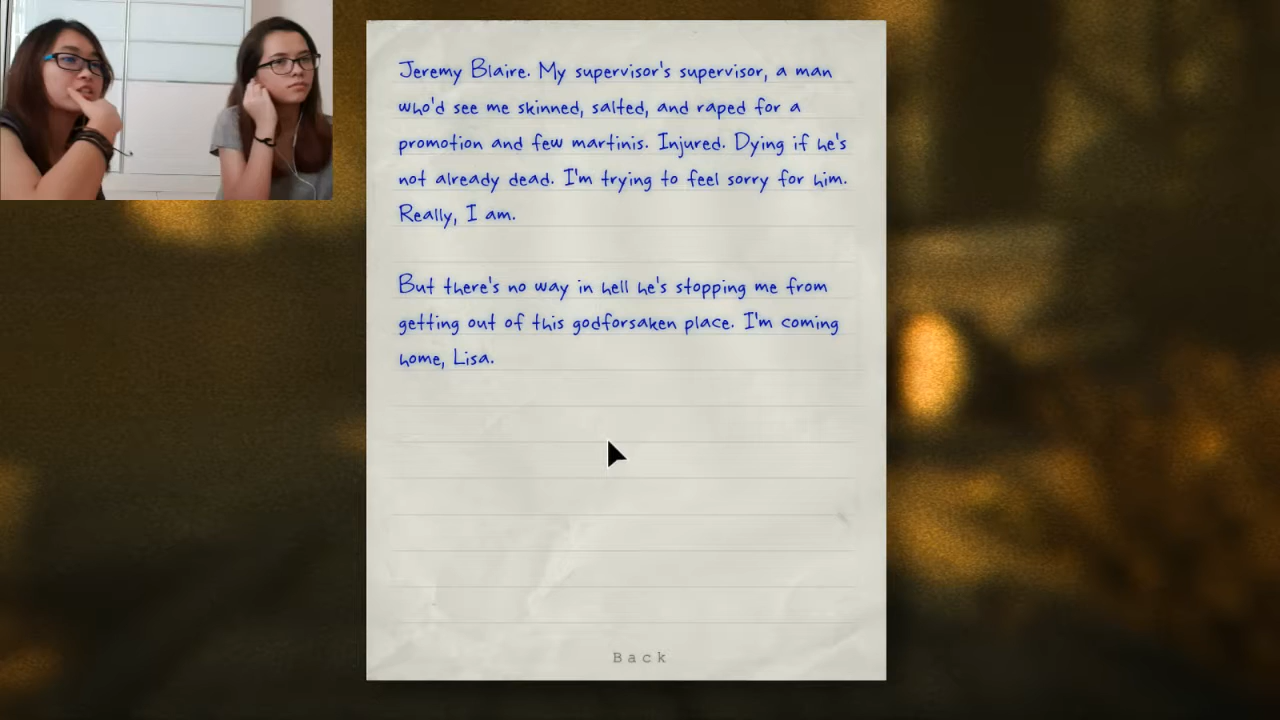 Jeremy Blaire. My supervisor's supervisor, a man
who'd see me skinned, salted, and raped for a
promotion and few martinis. Injured. Dying if he's
not already dead. I'm trying to feel sorry for him.
Really, I am.
But there's no way in hell he's stopping me from
getting out of this godforsaken place. I'm coming
home, Lisa.
Back